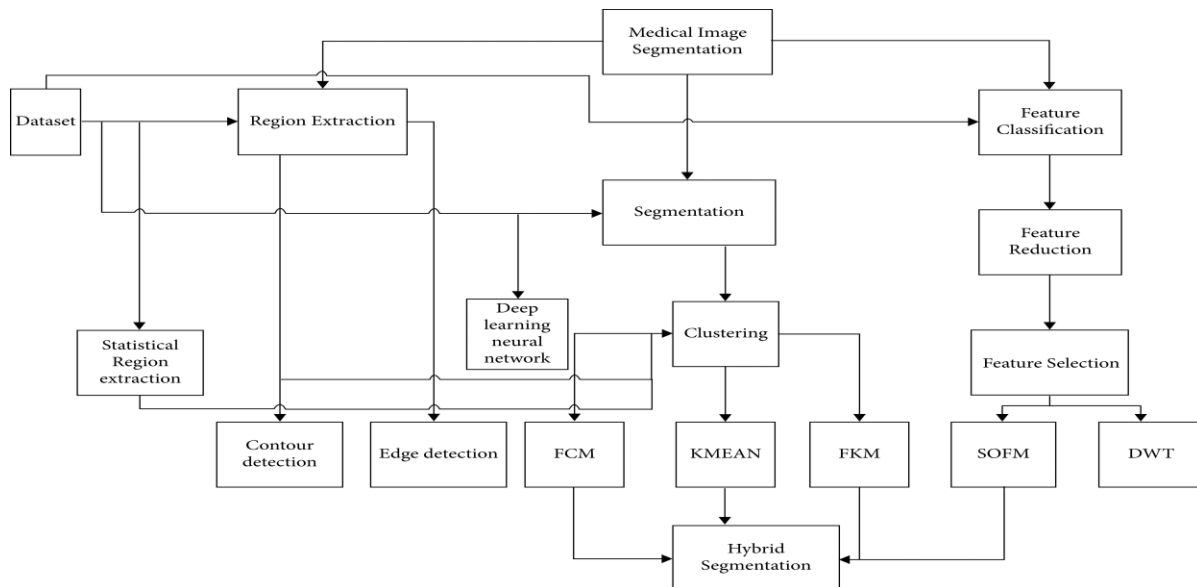 Medical Image
Segmentation
Dataset
Region Extraction
Feature
Classification
Segmentation
Feature
Reduction
Deep
learning
neural
network
Clustering
Statistical
Region
extraction
Feature Selection
Contour
detection
Edge detection
FCM
KMEAN
FKM
SOFM
DWT
Hybrid
Segmentation